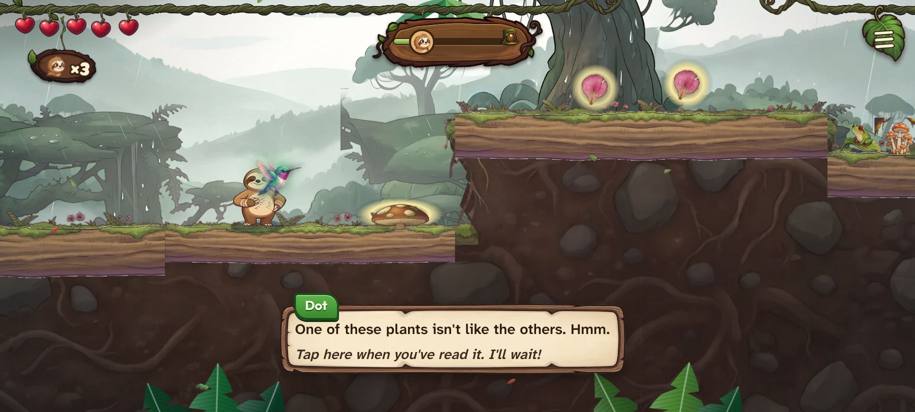 x3
Dot
One of these plants isn't like the others. Hmm.
Tap here when you've read it. I'll wait!